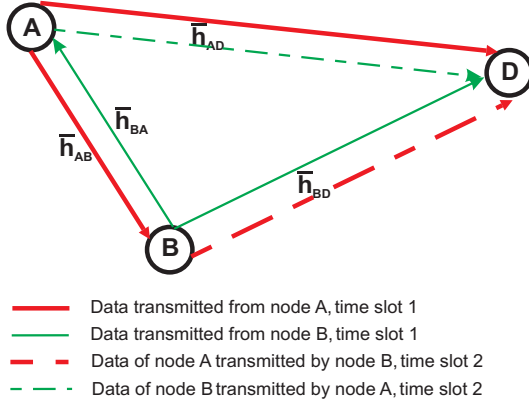 A
h̅AD
D
h̅BA
h̅AB
h̅BD
B
Data transmitted from node A, time slot 1
Data transmitted from node B, time slot 1
Data of node A transmitted by node B, time slot 2
Data of node B transmitted by node A, time slot 2